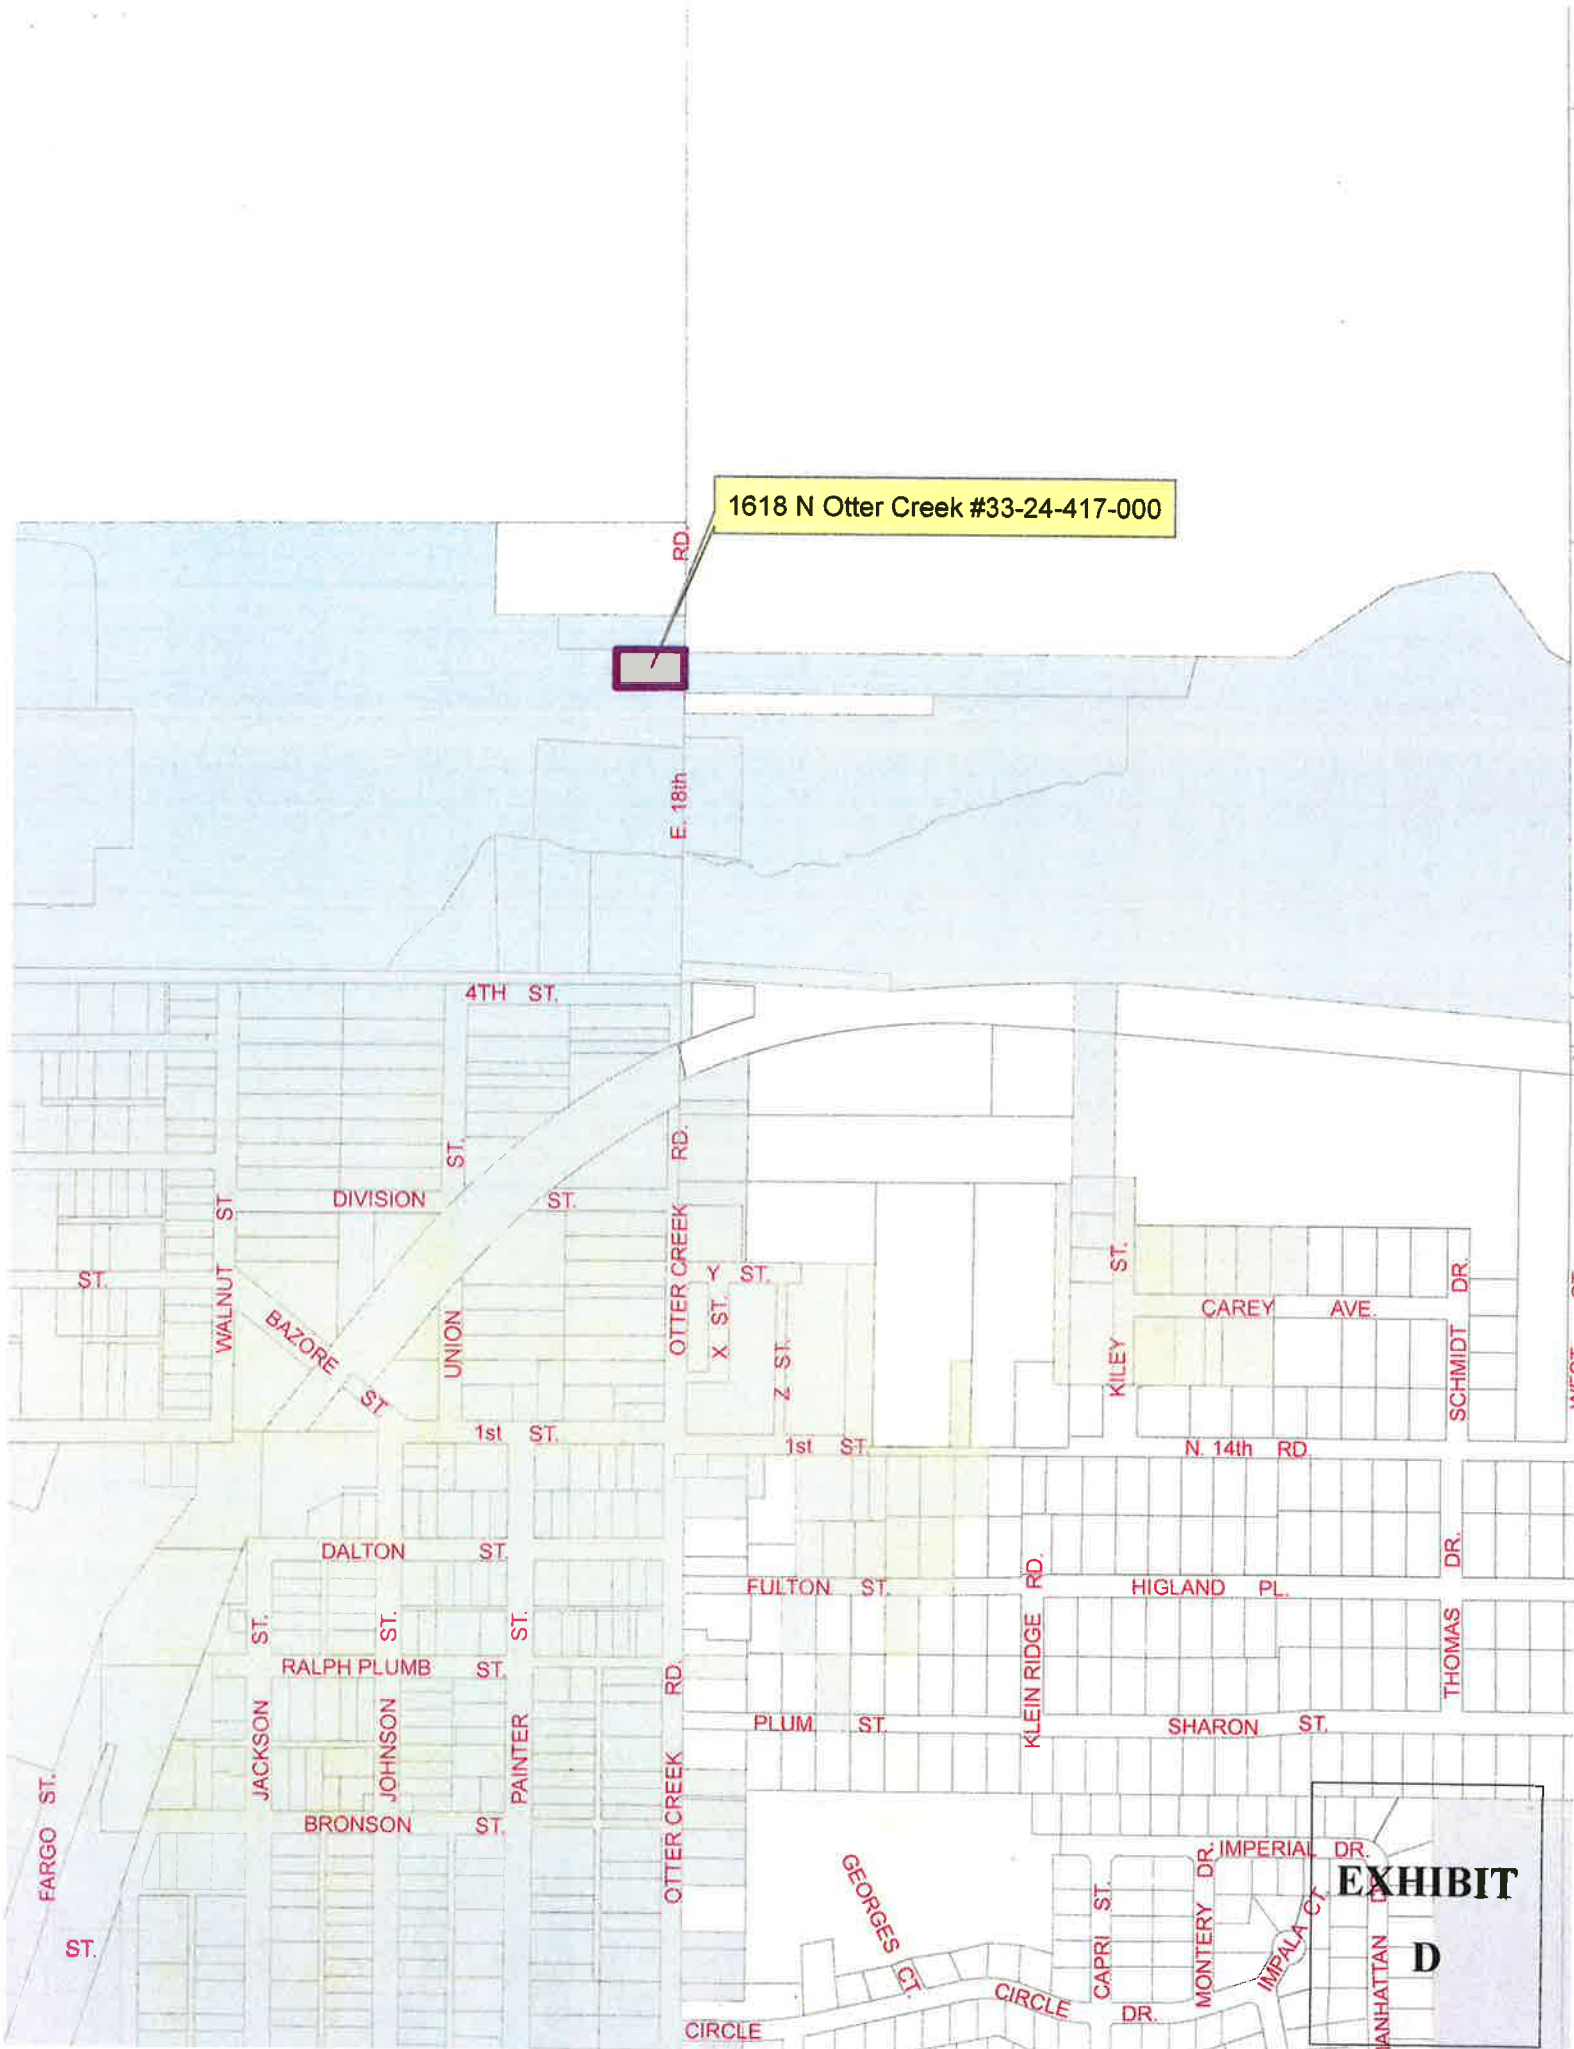 1618 N Otter Creek #33-24-417-000
RD.
E. 18th
4TH ST.
ST.
RD.
DIVISION ST.
ST
OTTER CREEK
ST.
Y ST.
ST.
DR.
WALNUT
BAZORE ST.
UNION
X ST.
Z ST.
CAREY AVE.
KILEY
SCHMIDT
1st ST.
1st ST.
N. 14th RD
DALTON ST.
DR.
FULTON ST.
RD.
HIGLAND PL.
ST.
ST.
ST.
KLEIN RIDGE
THOMAS
RALPH PLUMB ST.
RD.
PLUM ST.
SHARON ST.
JACKSON
JOHNSON
PAINTER
OTTER CREEK
FARGO ST.
BRONSON ST.
IMPERIAL DR.
GEORGES CT.
CAPRI ST.
MONTERY DR.
IMPALA CT.
EXHIBIT
D
ST.
CIRCLE DR.
CIRCLE